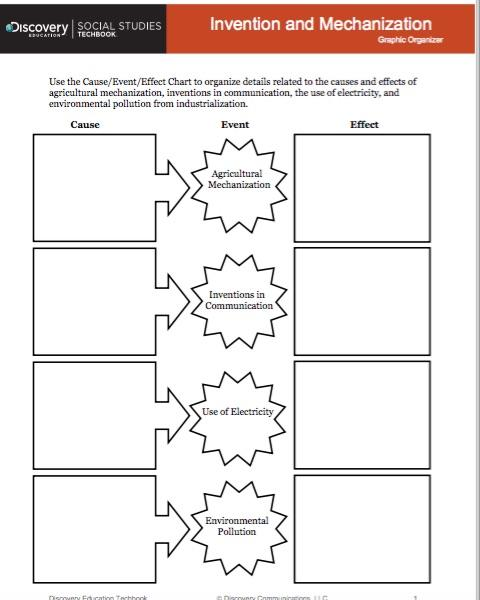 Discovery
EDUCATION
SOCIAL STUDIES
TECHBOOK.
Invention and Mechanization
Graphic Organizer
Use the Cause/Event/Effect Chart to organize details related to the causes and effects of
agricultural mechanization, inventions in communication, the use of electricity, and
environmental pollution from industrialization.
Cause Event Effect
Agricultural
Mechanization
Inventions in
Communication
Use of Electricity
Environmental
Pollution
Discovery Education Techbook © Discovery Communications, LLC 1